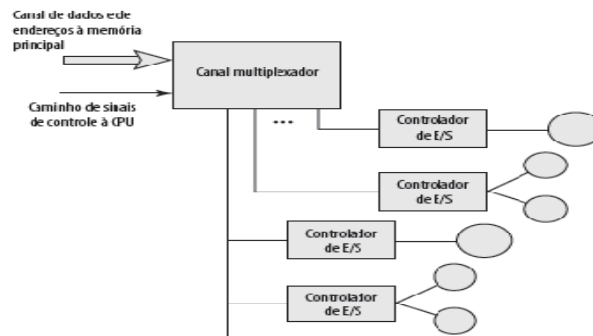 Canal de dados e de
endereços à memória
principal
Canal multiplexador
Caminho de sinais
de controle à CPU
...
Controlador
de E/S
Controlador
de E/S
Controlador
de E/S
Controlador
de E/S